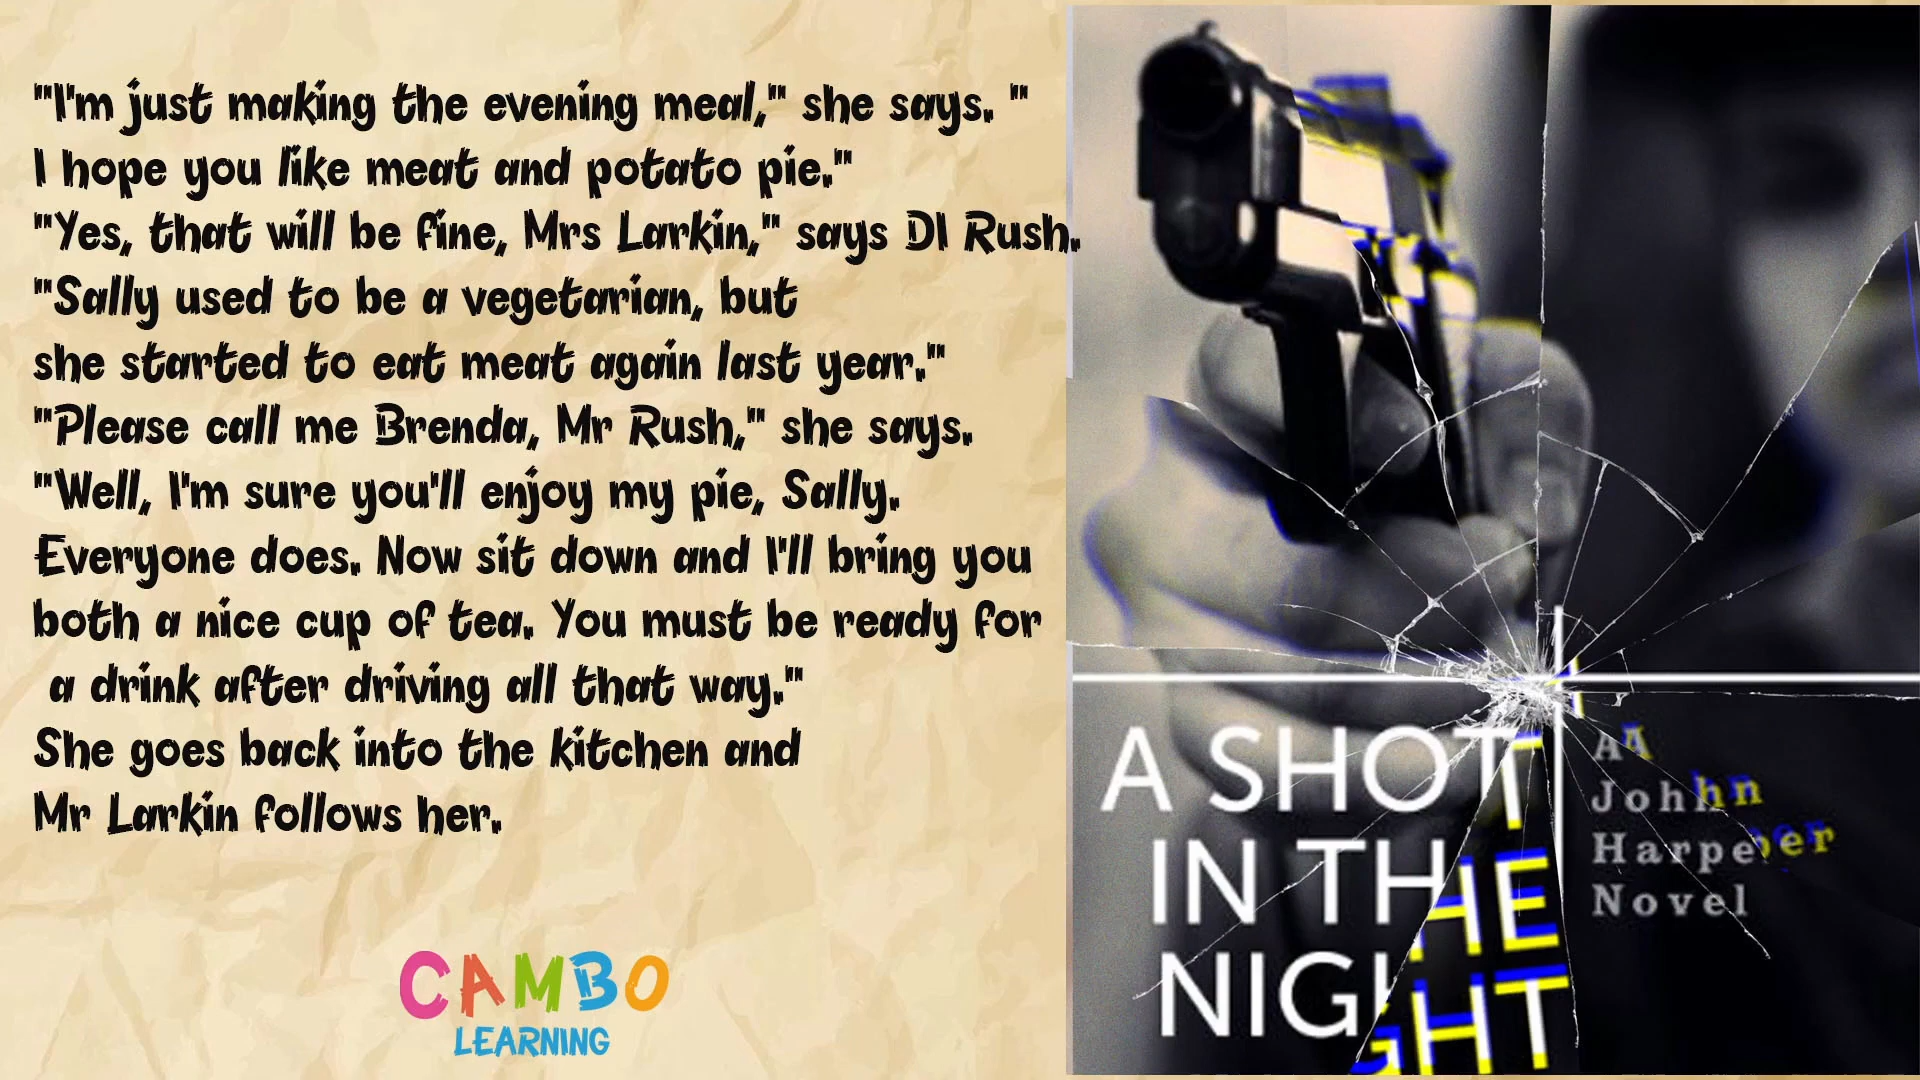 "I'm just making the evening meal," she says. "
I hope you like meat and potato pie."
"Yes, that will be fine, Mrs Larkin," says DI Rush.
"Sally used to be a vegetarian, but
she started to eat meat again last year."
"Please call me Brenda, Mr Rush," she says.
"Well, I'm sure you'll enjoy my pie, Sally.
Everyone does. Now sit down and I'll bring you
both a nice cup of tea. You must be ready for
a drink after driving all that way."
She goes back into the kitchen and
Mr Larkin follows her.
CAMBO
LEARNING
A SHOT
IN THE
NIGHT
A
John
Harper
Novel